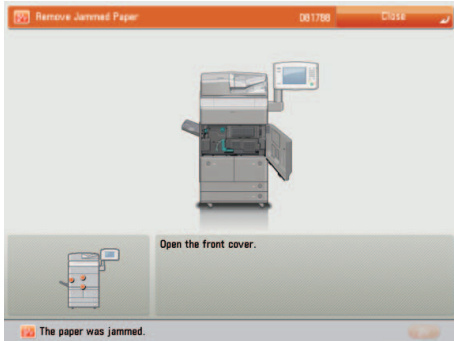 Remove Jammed Paper
081788
Close
Open the front cover.
The paper was jammed.